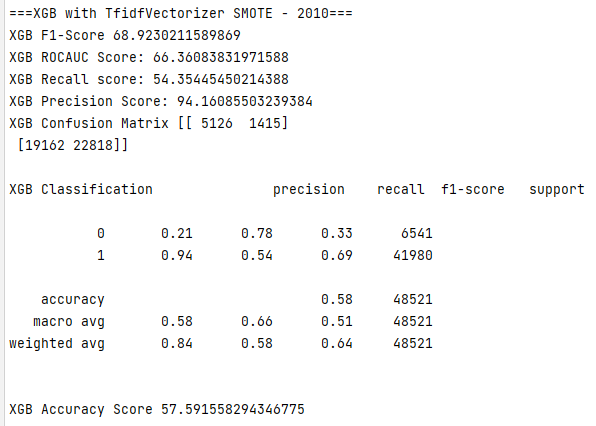 ===XGB with TfidfVectorizer SMOTE - 2010===
XGB F1-Score 68.9230211589869
XGB ROCAUC Score: 66.36083831971588
XGB Recall score: 54.35445450214388
XGB Precision Score: 94.16085503239384
XGB Confusion Matrix [[ 5126  1415]
 [19162 22818]]
XGB Classification               precision    recall  f1-score   support
           0       0.21      0.78      0.33      6541
           1       0.94      0.54      0.69     41980
    accuracy                           0.58     48521
   macro avg       0.58      0.66      0.51     48521
weighted avg       0.84      0.58      0.64     48521
XGB Accuracy Score 57.591558294346775